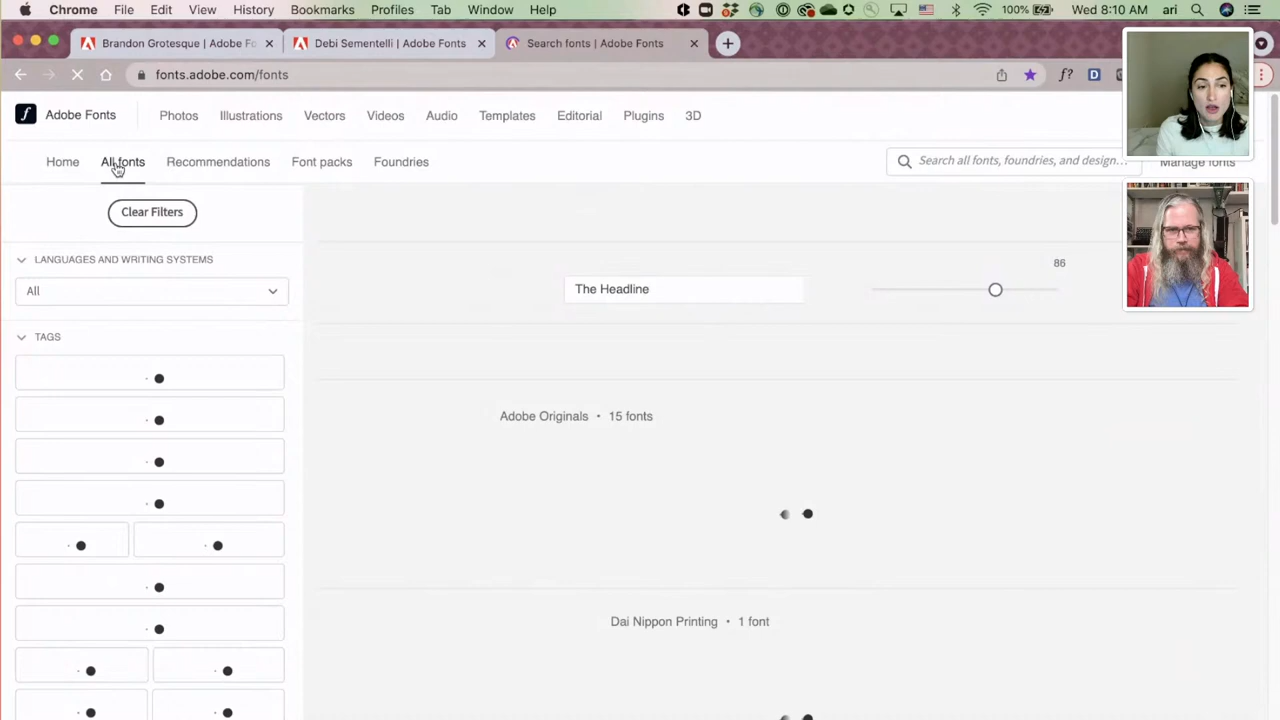 Chrome File Edit View History Bookmarks Profiles Tab Window Help 100% Wed 8:10 AM ari
Brandon Grotesque | Adobe Fo Debi Sementelli | Adobe Fonts Search fonts | Adobe Fonts
fonts.adobe.com/fonts f?
Adobe Fonts Photos Illustrations Vectors Videos Audio Templates Editorial Plugins 3D
Home All fonts Recommendations Font packs Foundries Search all fonts, foundries, and design... Manage fonts
Clear Filters
LANGUAGES AND WRITING SYSTEMS
86
All
The Headline
TAGS
Adobe Originals • 15 fonts
Dai Nippon Printing • 1 font